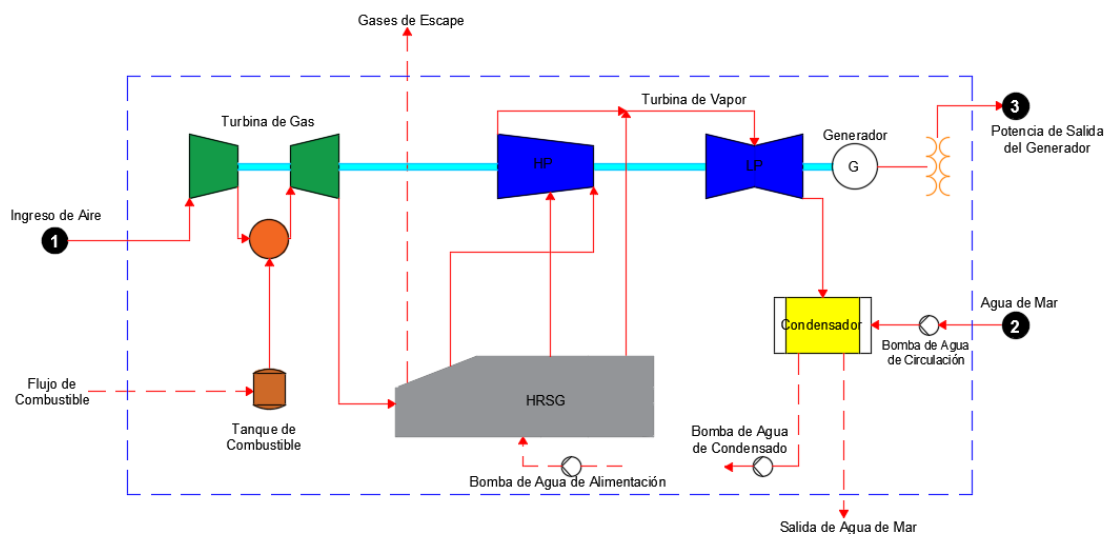 Gases de Escape
Turbina de Gas
Turbina de Vapor
Generador
3
Potencia de Salida
del Generador
HP
LP
G
Ingreso de Aire
1
Agua de Mar
2
Condensador
Bomba de Agua
de Circulación
Flujo de
Combustible
Tanque de
Combustible
HRSG
Bomba de Agua
de Condensado
Bomba de Agua de Alimentación
Salida de Agua de Mar